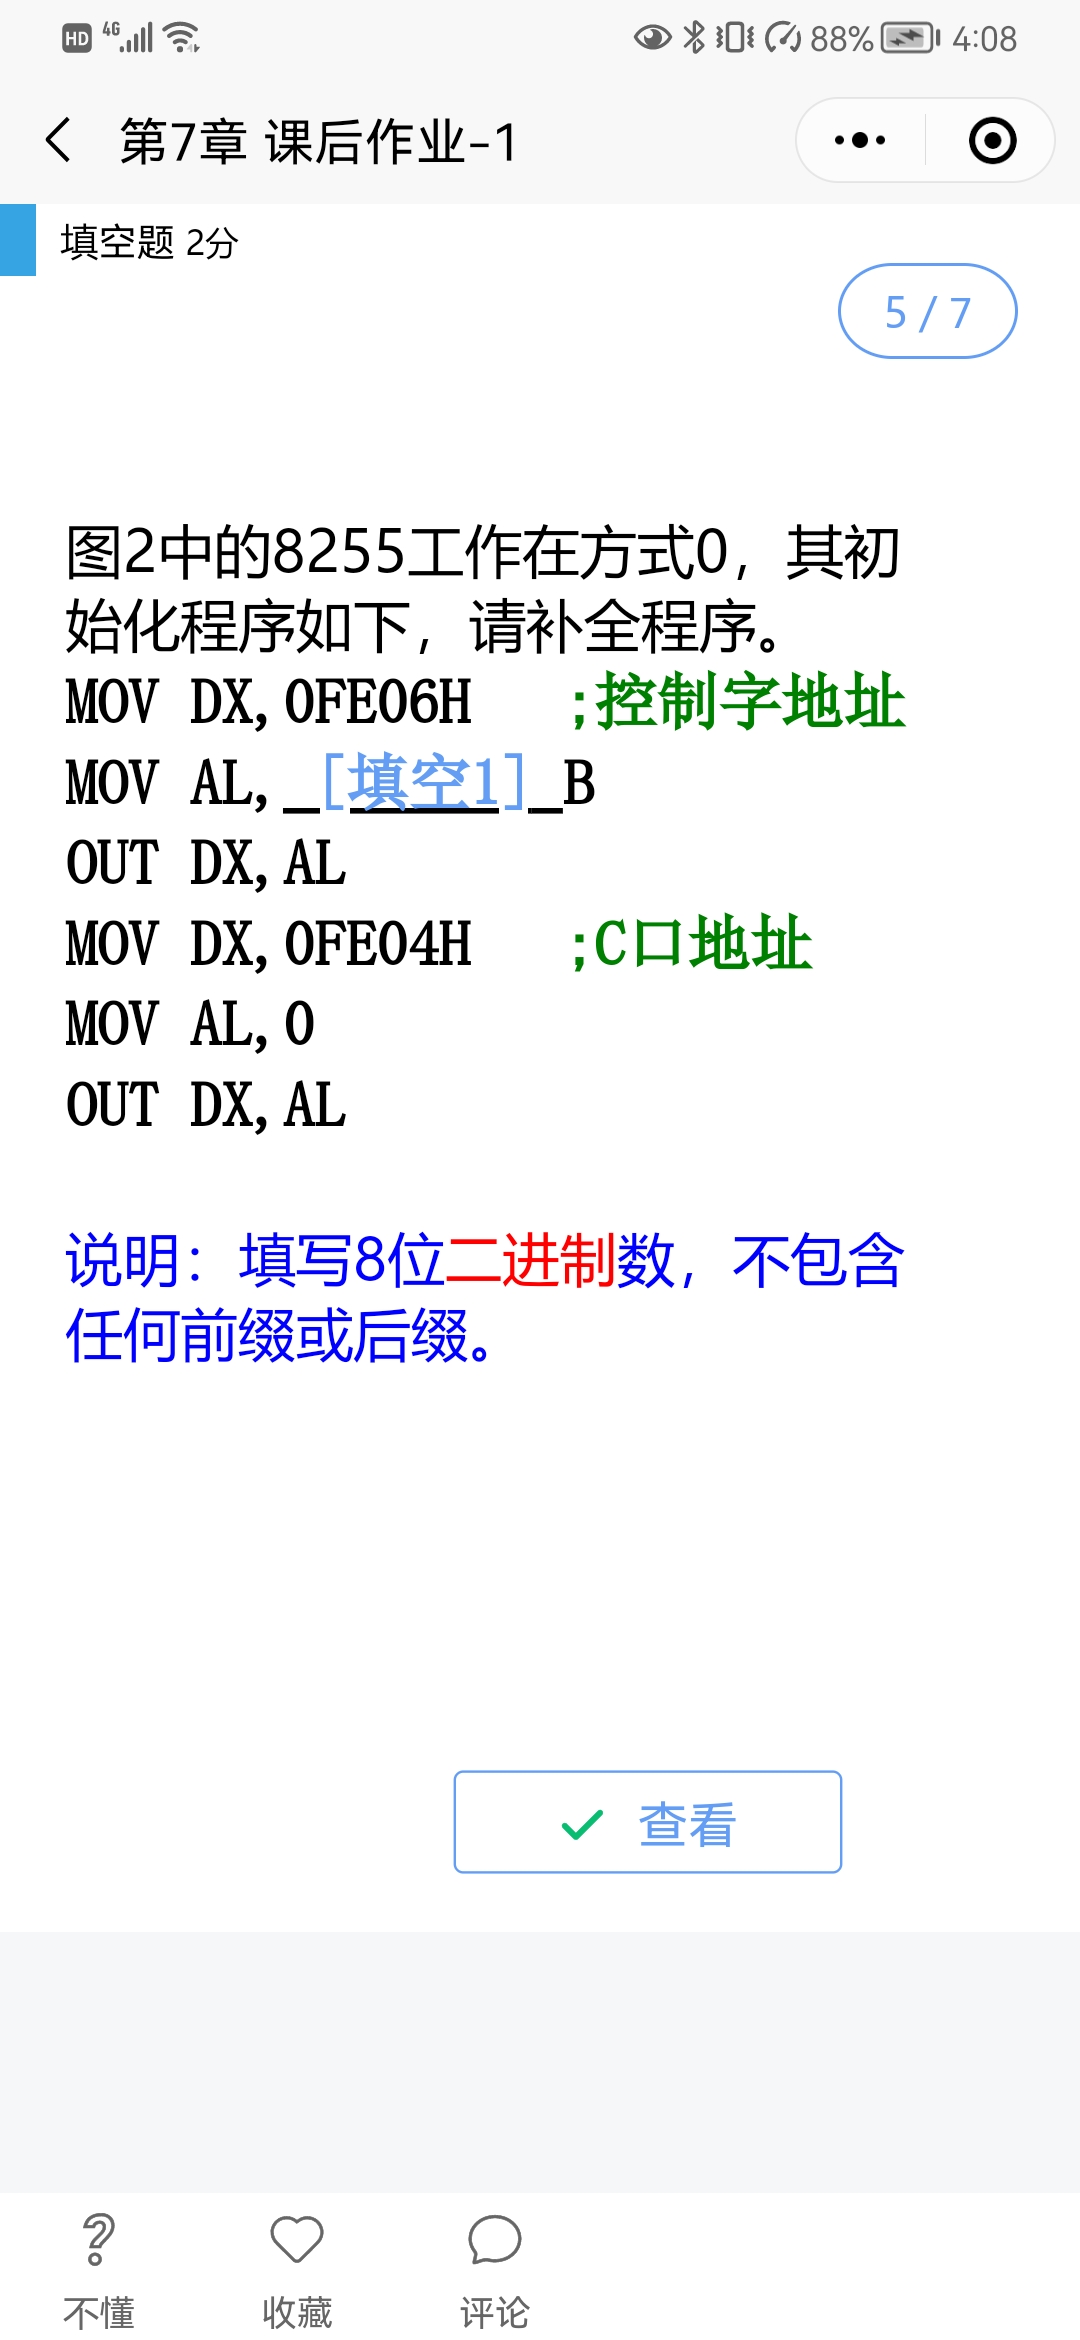 HD 4G 88% 4:08
第7章 课后作业-1
填空题 2分
5 / 7
图2中的8255工作在方式0，其初
始化程序如下，请补全程序。
MOV DX,0FE06H ;控制字地址
MOV AL,_[填空1]_B
OUT DX,AL
MOV DX,0FE04H ;C口地址
MOV AL,0
OUT DX,AL
说明：填写8位二进制数，不包含
任何前缀或后缀。
查看
不懂 收藏 评论